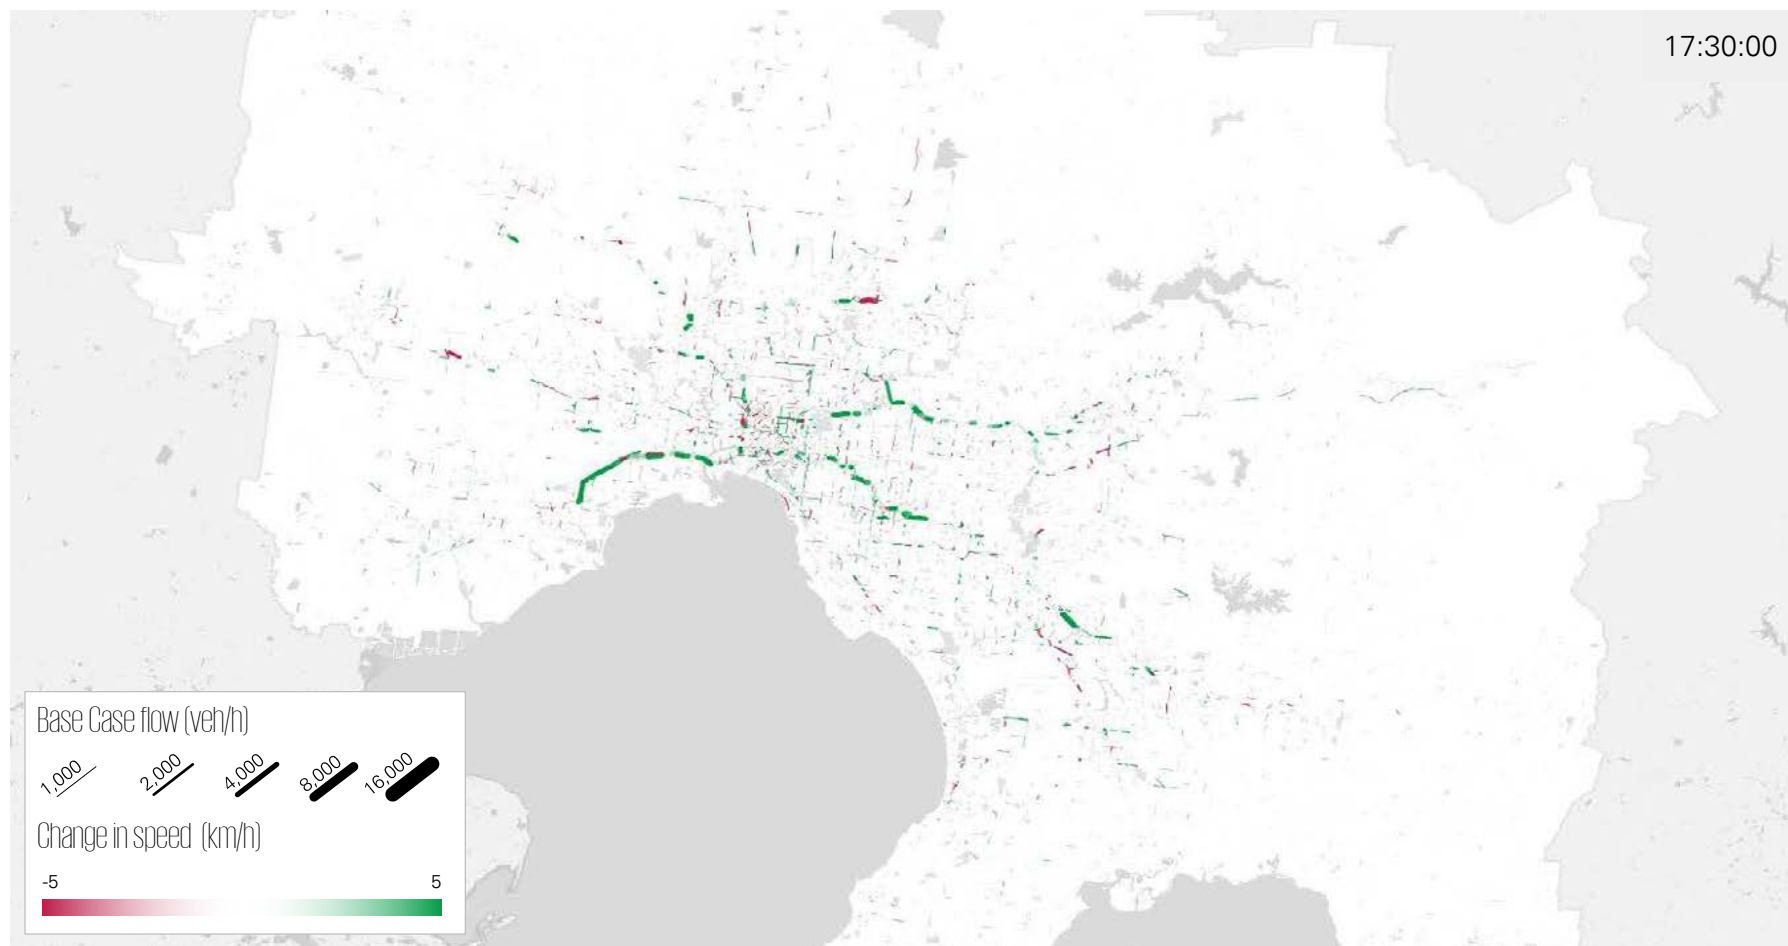 17:30:00
Base Case flow (veh/h)
1,000 2,000 4,000 8,000 16,000
Change in speed (km/h)
-5 5